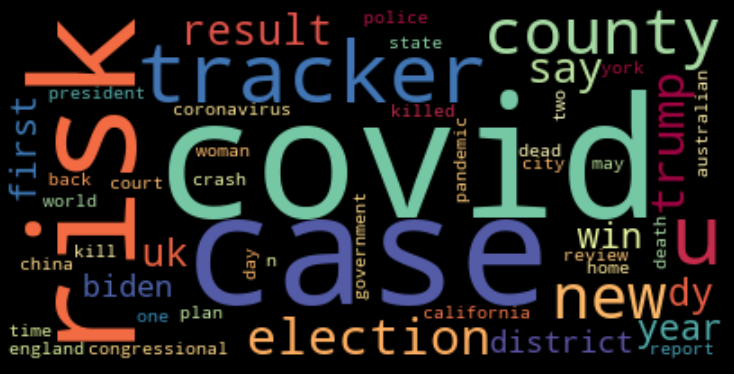 police
result
county
state
tracker
say
york
risk
president
coronavirus
killed
two
australian
first
trump
covid
pandemic
woman
dead
city
may
back
court
crash
world
case
government
win
death
u
kill
uk
day
n
review
home
china
biden
new
dy
one
plan
california
year
time
election
district
report
england
congressional